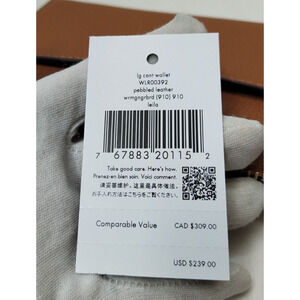 lg cont wallet
WLR00392
pebbled leather
wrmgngrbrd (910) 910
leila
7 67883 20115 2
Take good care. Here's how.
Prenez-en bien soin. Voici comment.
请妥善维护。这里是具体做法。
お手入れ方法はこちらをご覧ください。
Comparable Value CAD $309.00
USD $239.00